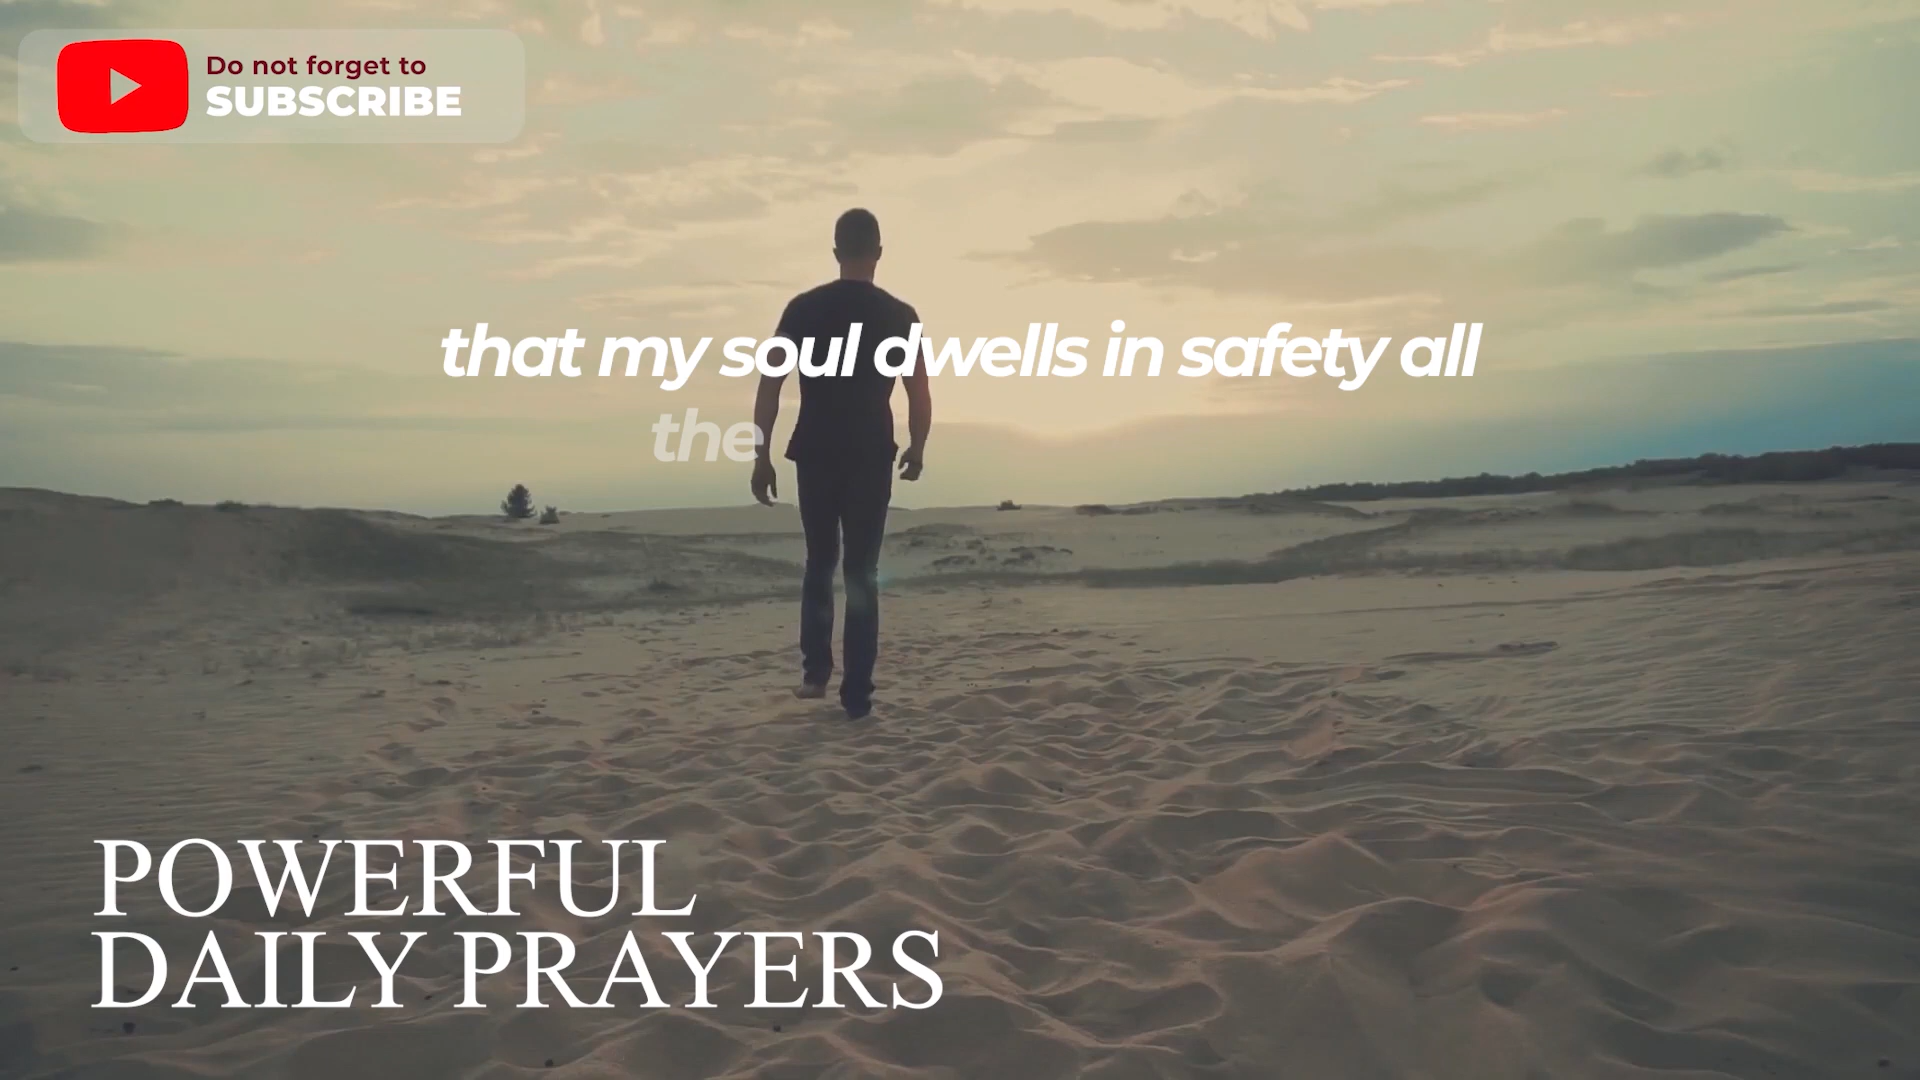 Do not forget to
SUBSCRIBE
that my soul dwells in safety all
the
POWERFUL
DAILY PRAYERS